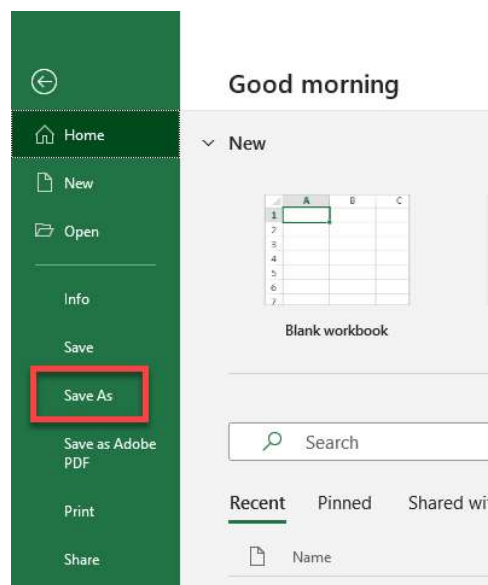 Good morning
Home
New
Open
Info
Save
Save As
Save as Adobe
PDF
Print
Share
New
A B C
1
2
3
4
5
6
7
Blank workbook
Search
Recent Pinned Shared
Name